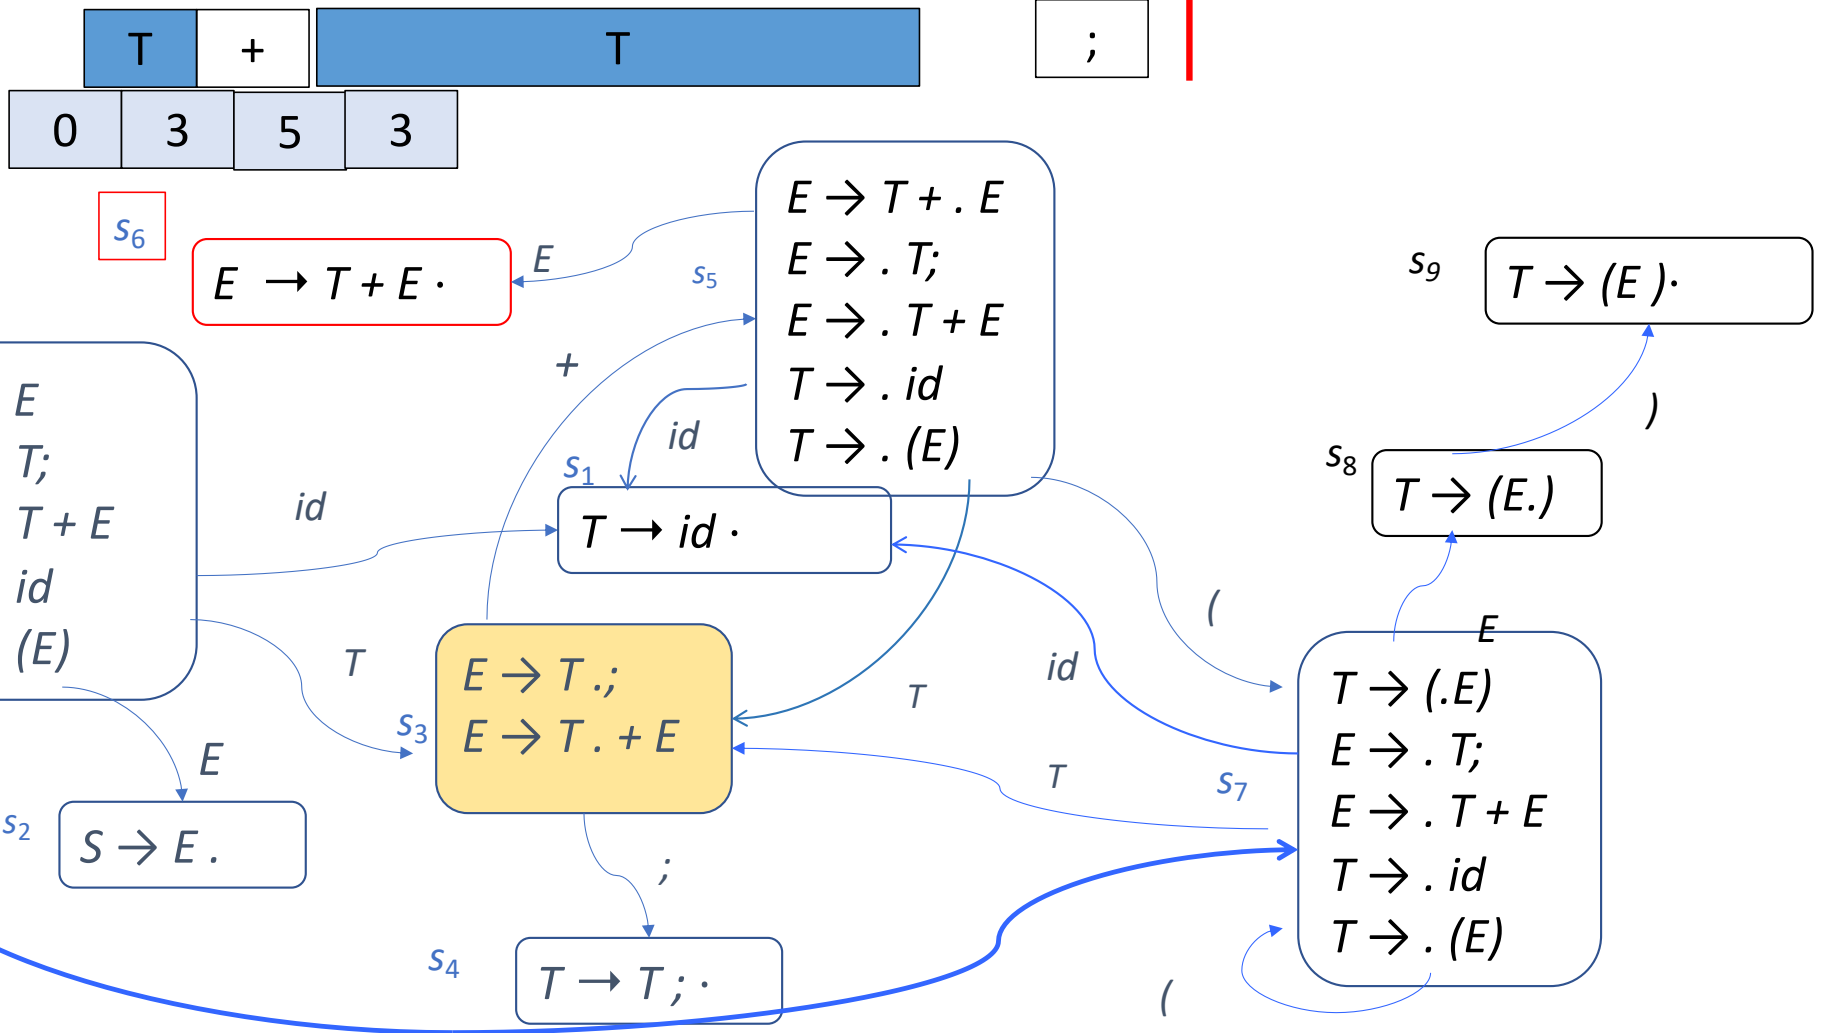 T + T ;
0 3 5 3
s6
E → T + E ·
E
s5
E → T + . E
E → . T;
E → . T + E
T → . id
T → . (E)
s9
T → (E )·
+
id
)
E
T;
T + E
id
(E)
id
s1
T → id ·
s8
T → (E.)
(
E
T
id
T
s3
E → T .;
E → T . + E
T
s7
T → (.E)
E → . T;
E → . T + E
T → . id
T → . (E)
E
s2
S → E .
;
s4
T → T ; ·
(